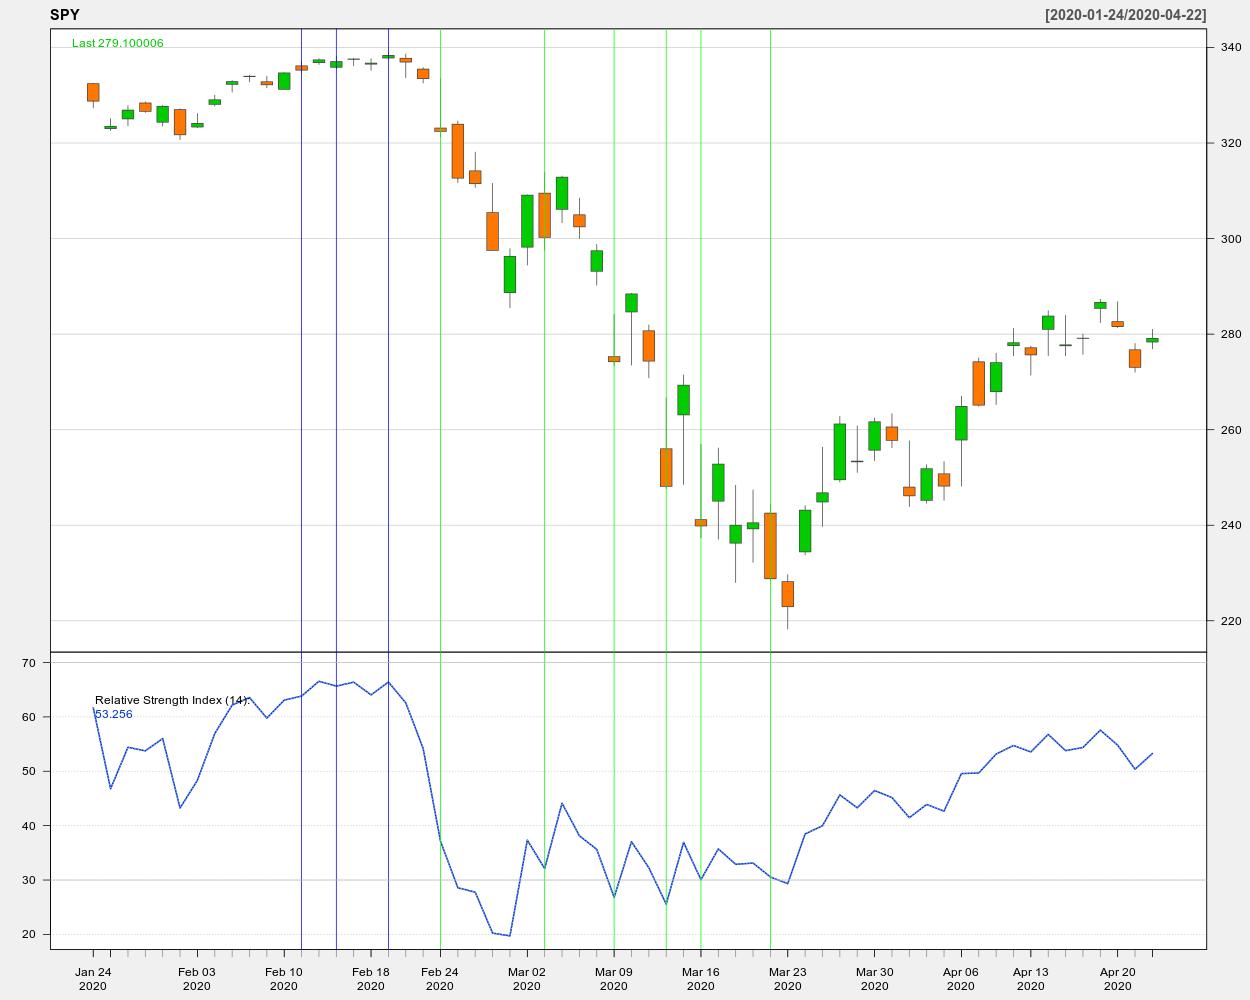 SPY [2020-01-24/2020-04-22]
Last 279.100006
340
320
300
280
260
240
220
70
60
50
40
30
20
Relative Strength Index (14):
53.256
Jan 24 Feb 03 Feb 10 Feb 18 Feb 24 Mar 02 Mar 09 Mar 16 Mar 23 Mar 30 Apr 06 Apr 13 Apr 20
2020 2020 2020 2020 2020 2020 2020 2020 2020 2020 2020 2020 2020